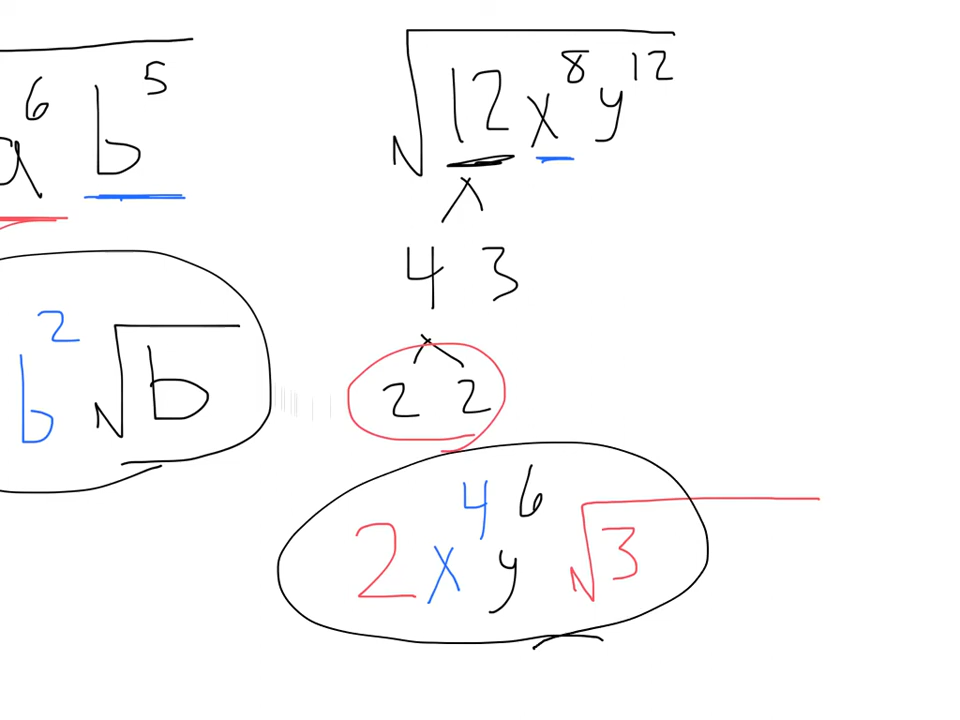 a⁶ b⁵
b² √b
√12x⁸y¹²
4 3
2 2
2x⁴y⁶ √3